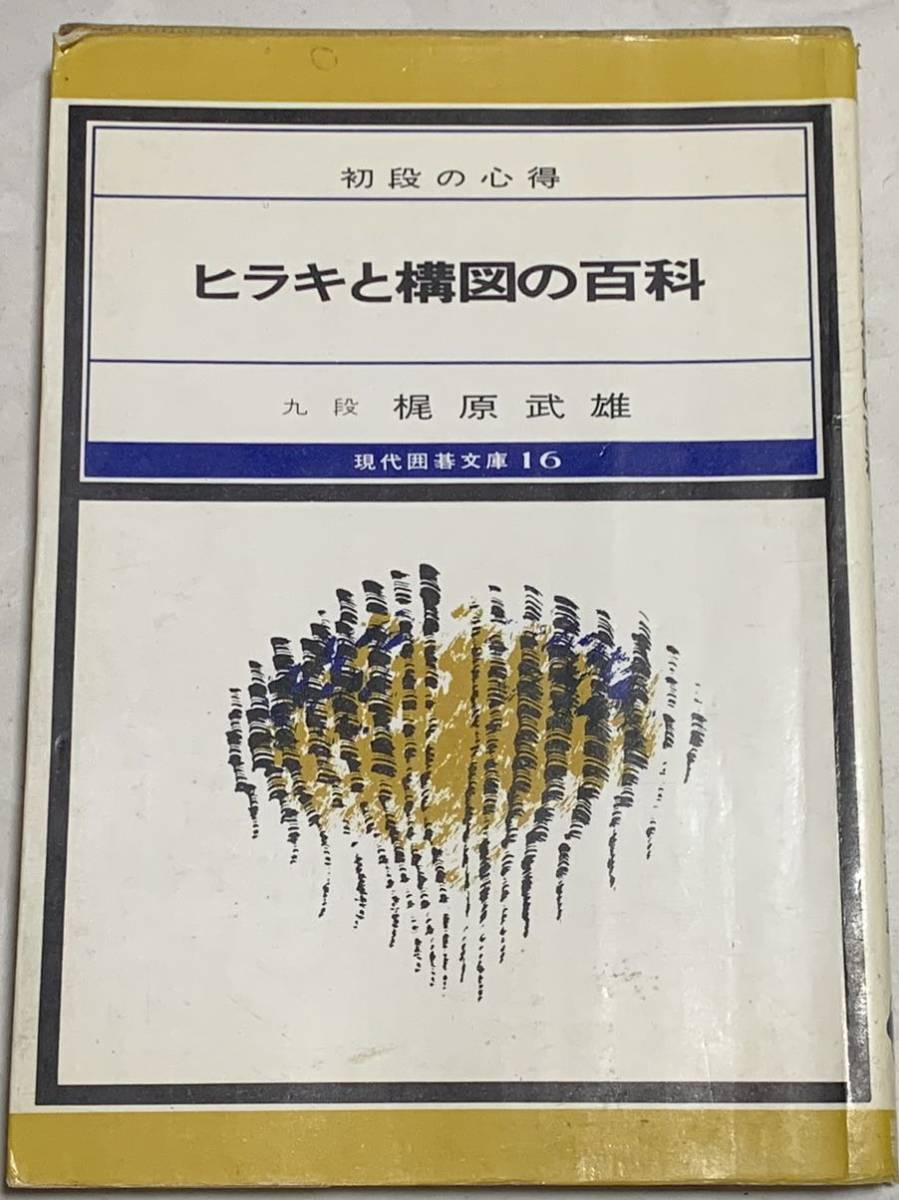 初段の心得
ヒラキと構図の百科
九段 梶原武雄
現代囲碁文庫16